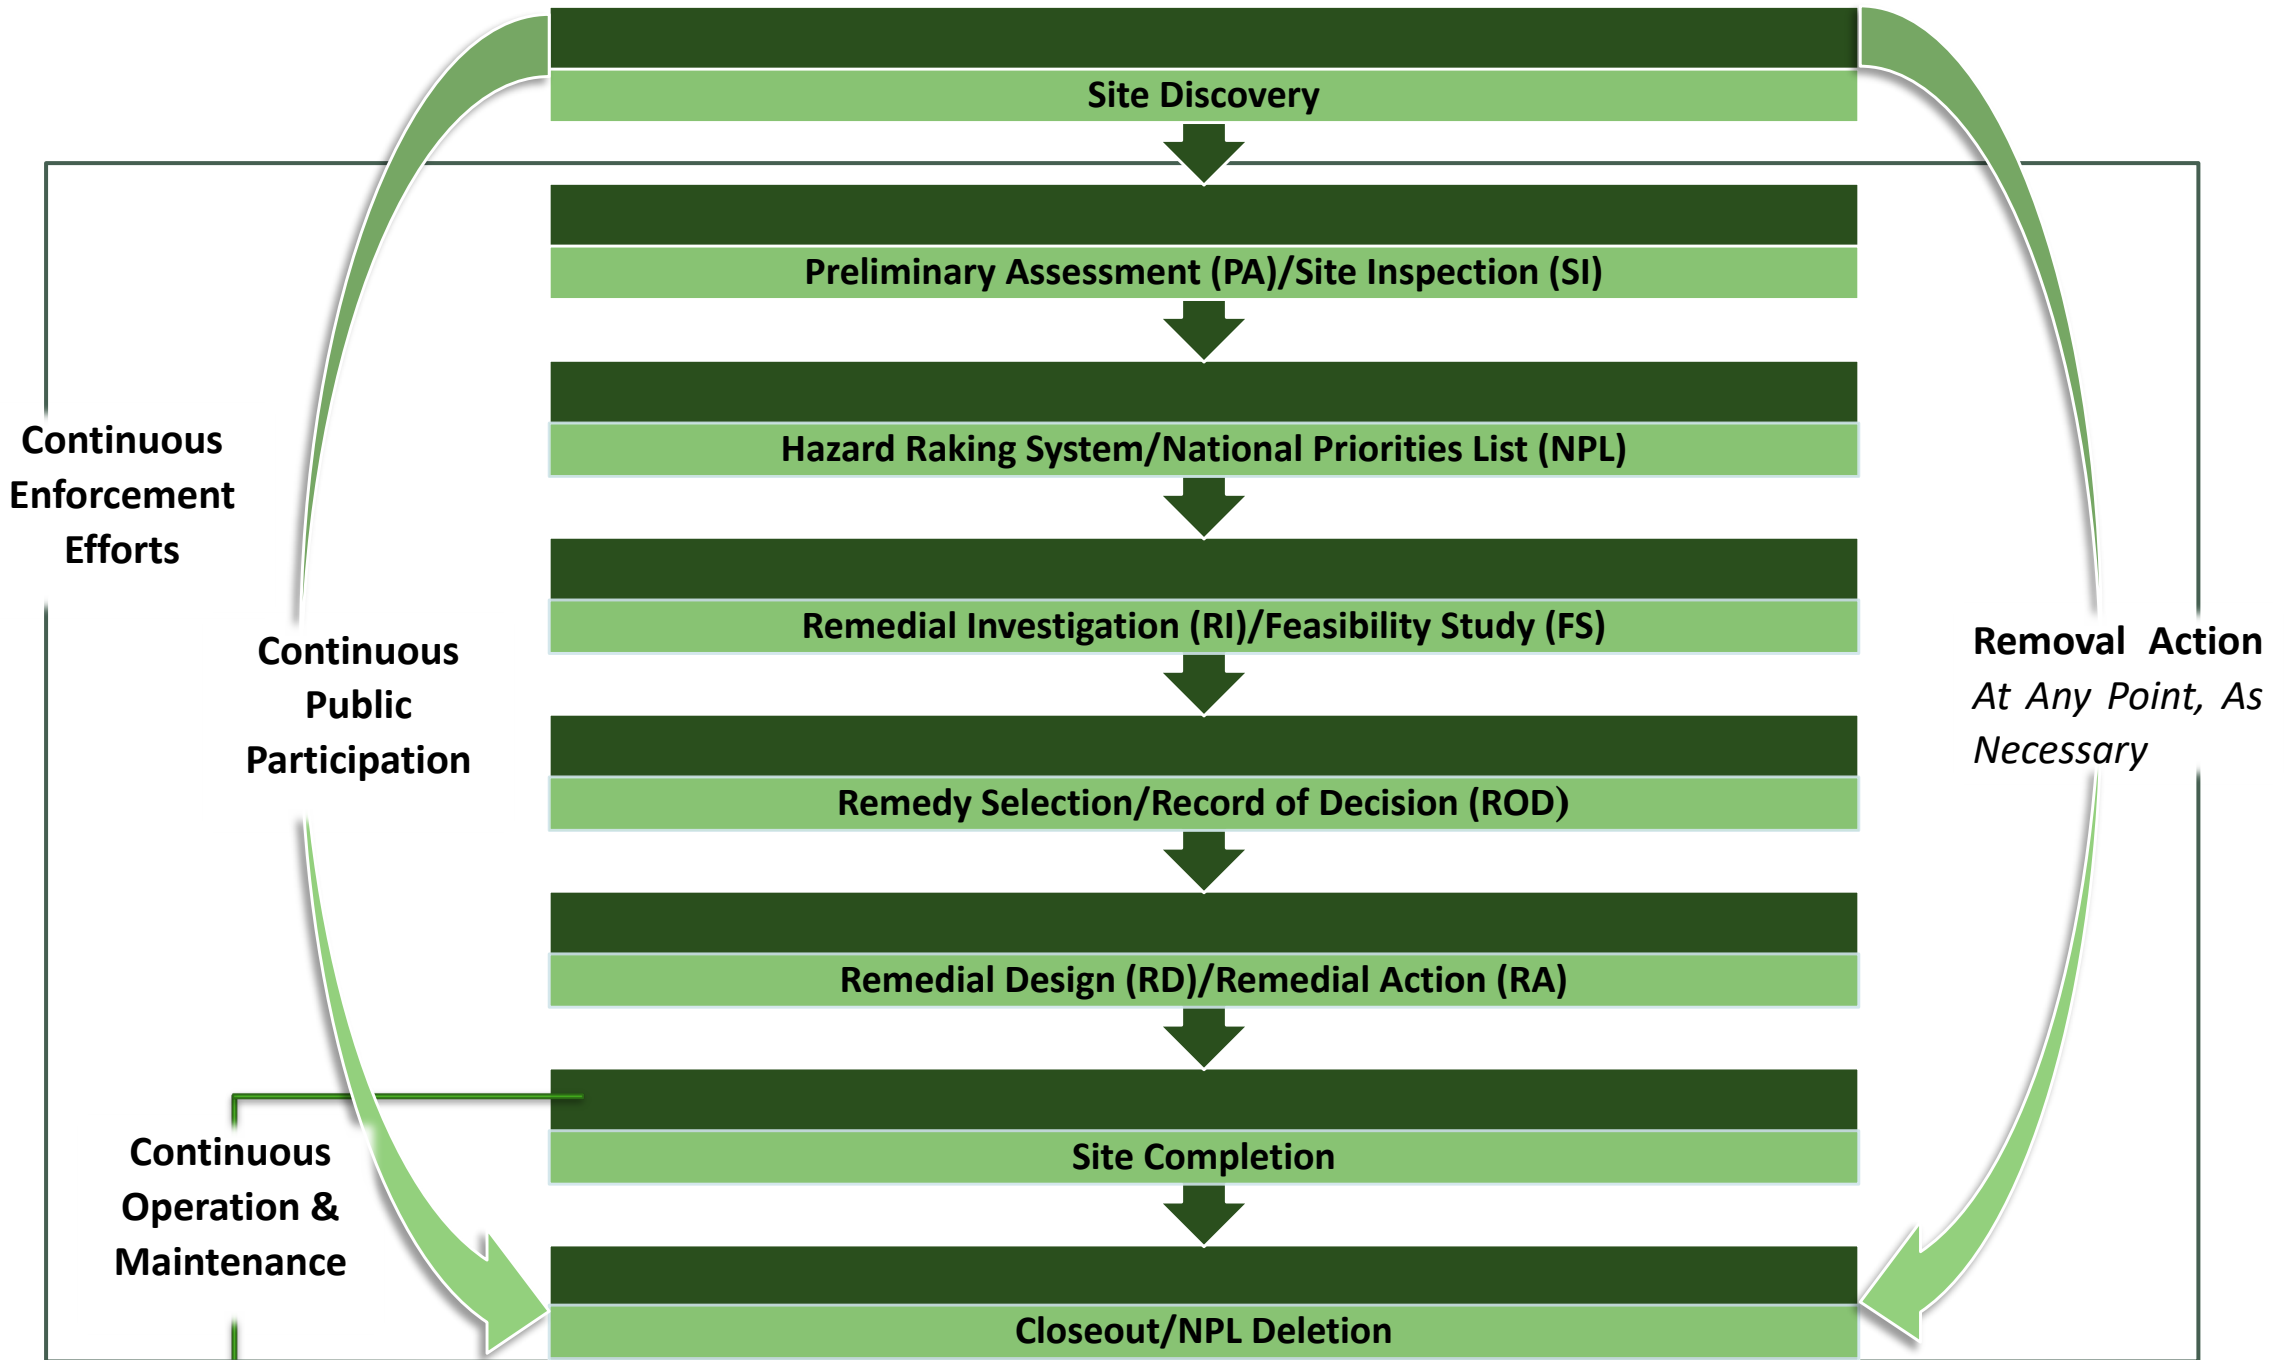 Site Discovery
Preliminary Assessment (PA)/Site Inspection (SI)
Hazard Raking System/National Priorities List (NPL)
Remedial Investigation (RI)/Feasibility Study (FS)
Remedy Selection/Record of Decision (ROD)
Remedial Design (RD)/Remedial Action (RA)
Site Completion
Closeout/NPL Deletion
Continuous
Enforcement
Efforts
Continuous
Public
Participation
Continuous
Operation &
Maintenance
Removal Action
At Any Point, As
Necessary